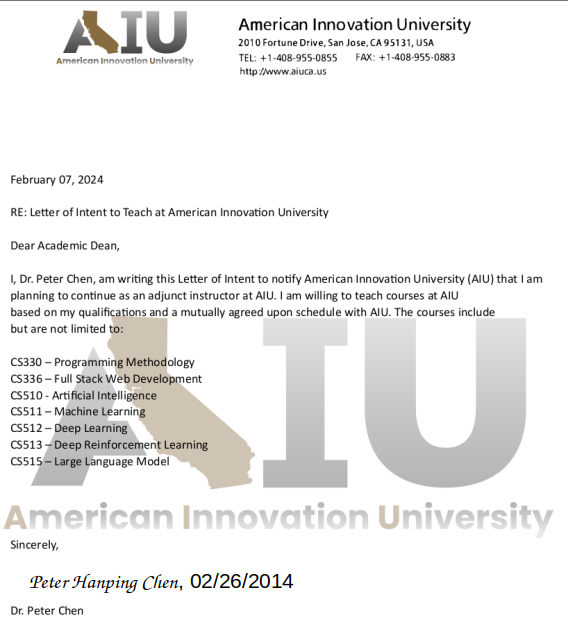 AIU
American Innovation University
American Innovation University
2010 Fortune Drive, San Jose, CA 95131, USA
TEL: +1-408-955-0855 FAX: +1-408-955-0883
http://www.aiuca.us
February 07, 2024
RE: Letter of Intent to Teach at American Innovation University
Dear Academic Dean,
I, Dr. Peter Chen, am writing this Letter of Intent to notify American Innovation University (AIU) that I am
planning to continue as an adjunct instructor at AIU. I am willing to teach courses at AIU
based on my qualifications and a mutually agreed upon schedule with AIU. The courses include
but are not limited to:
CS330 – Programming Methodology
CS336 – Full Stack Web Development
CS510 - Artificial Intelligence
CS511 – Machine Learning
CS512 – Deep Learning
CS513 – Deep Reinforcement Learning
CS515 – Large Language Model
AIU
American Innovation University
Sincerely,
Peter Hanping Chen, 02/26/2014
Dr. Peter Chen